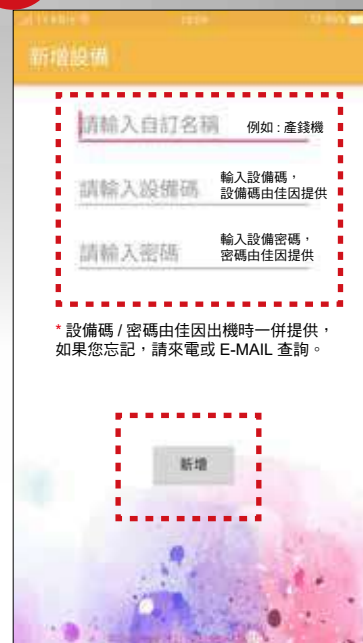 新增設備
請輸入自訂名稱 例如 : 產錢機
輸入設備碼,
請輸入設備碼 設備碼由佳因提供
輸入設備密碼,
請輸入密碼 密碼由佳因提供
* 設備碼 / 密碼由佳因出機時一併提供,
如果您忘記,請來電或 E-MAIL 查詢。
新增